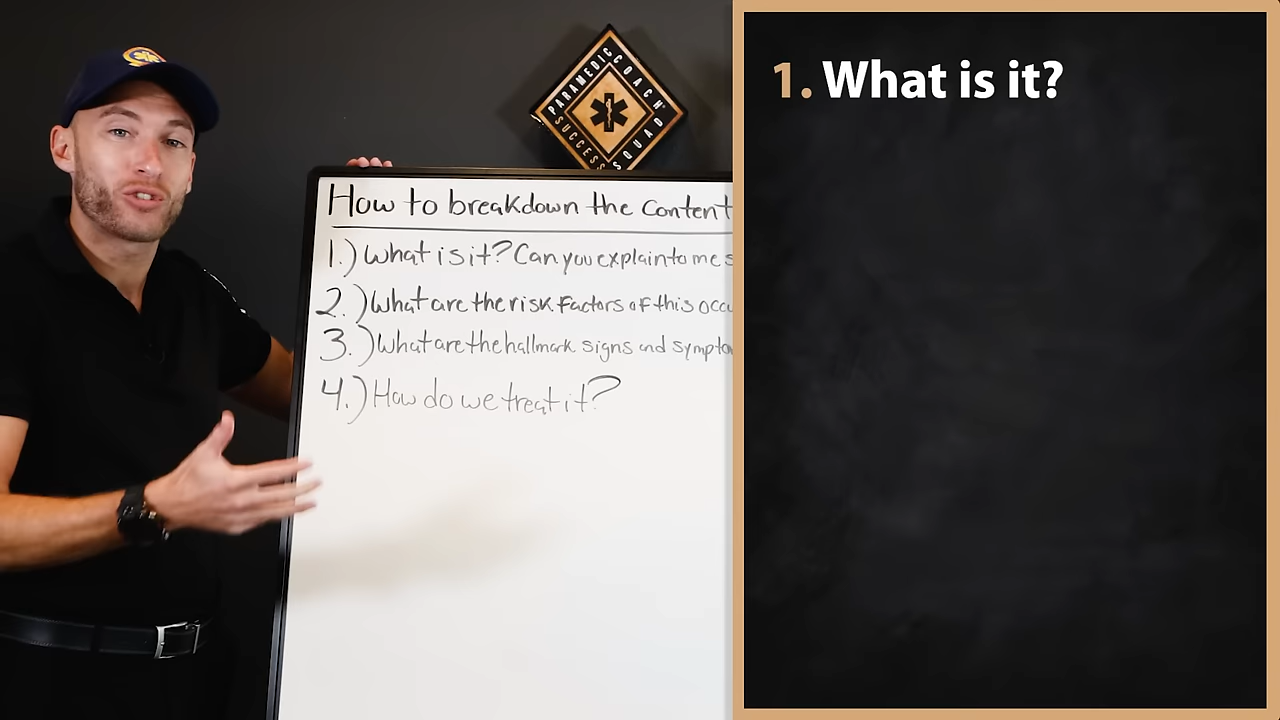 PARAMEDIC COACH
SUCCESS SQUAD
How to breakdown the content
1.) What is it? Can you explain to me s
2.) What are the risk factors of this occu
3.) What are the hallmark signs and sympto
4.) How do we treat it?
1. What is it?